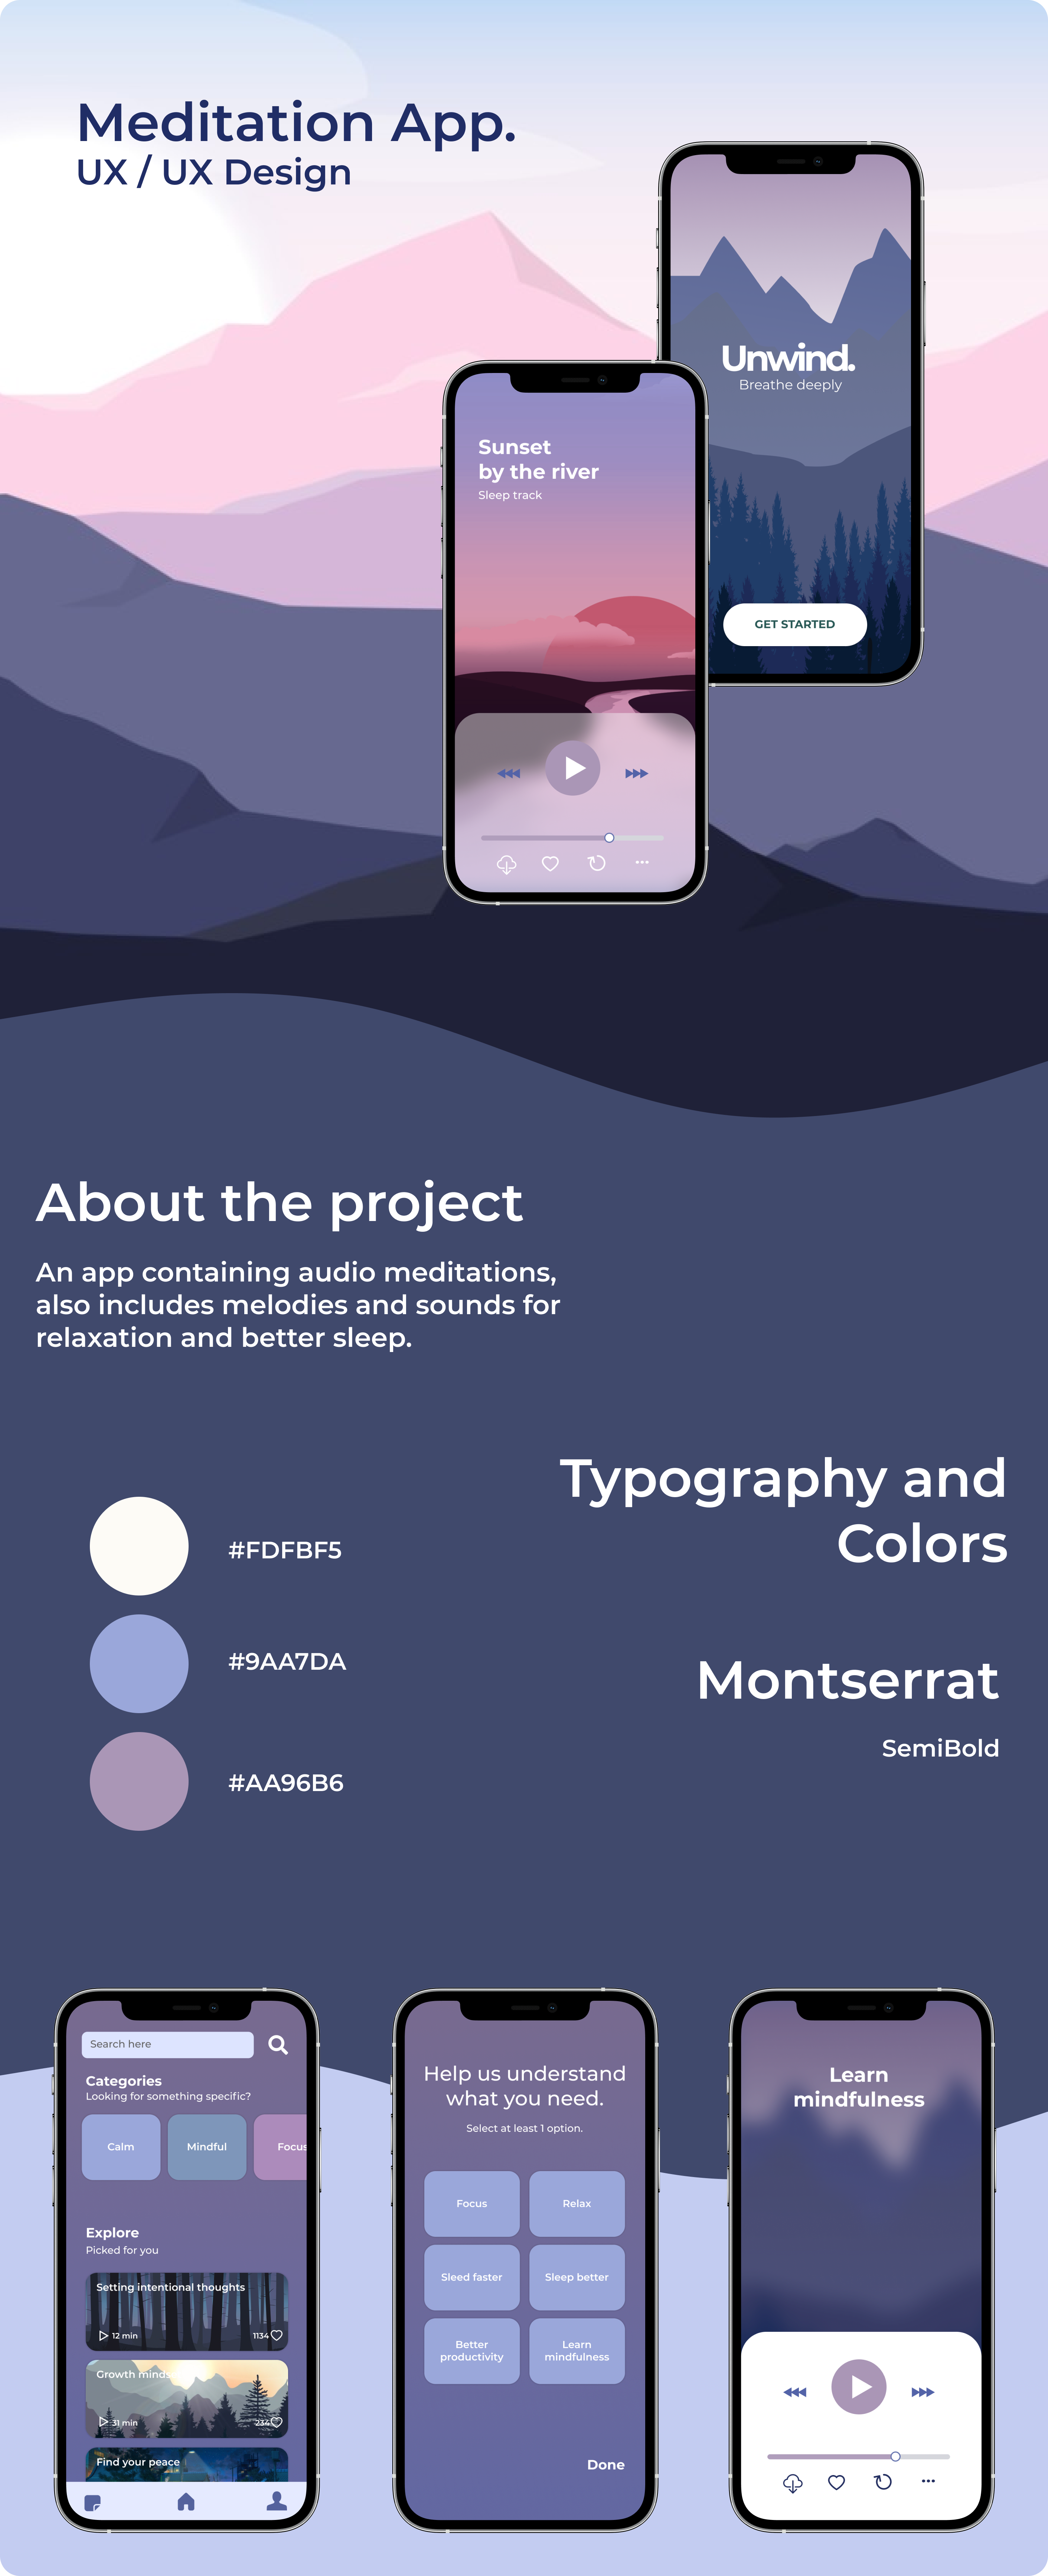 Meditation App.
UX / UX Design
Unwind.
Breathe deeply
GET STARTED
Sunset
by the river
Sleep track
About the project
An app containing audio meditations,
also includes melodies and sounds for
relaxation and better sleep.
Typography and
Colors
#FDFBF5
#9AA7DA
#AA96B6
Montserrat
SemiBold
Search here
Categories
Looking for something specific?
Calm
Mindful
Focus
Explore
Picked for you
Setting intentional thoughts
12 min
1134
Growth minds
31 min
234
Find your peace
Help us understand
what you need.
Select at least 1 option.
Focus
Relax
Sleed faster
Sleep better
Better
productivity
Learn
mindfulness
Done
Learn
mindfulness